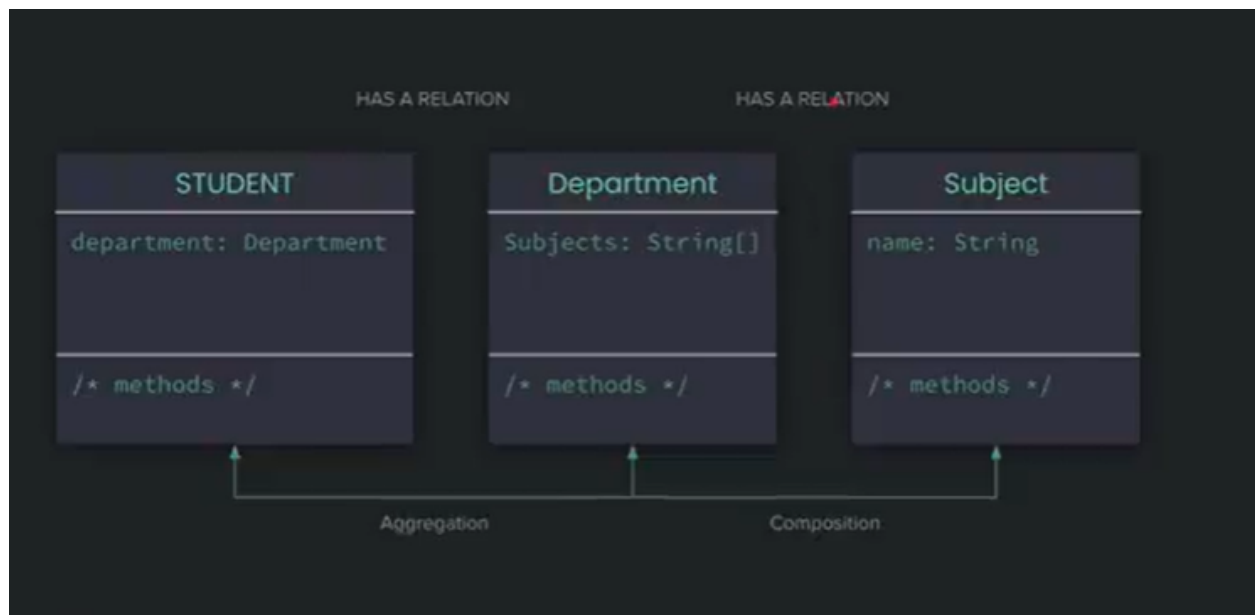 HAS A RELATION
HAS A RELATION
STUDENT
department: Department
/* methods */
Department
Subjects: String[]
/* methods */
Subject
name: String
/* methods */
Aggregation
Composition